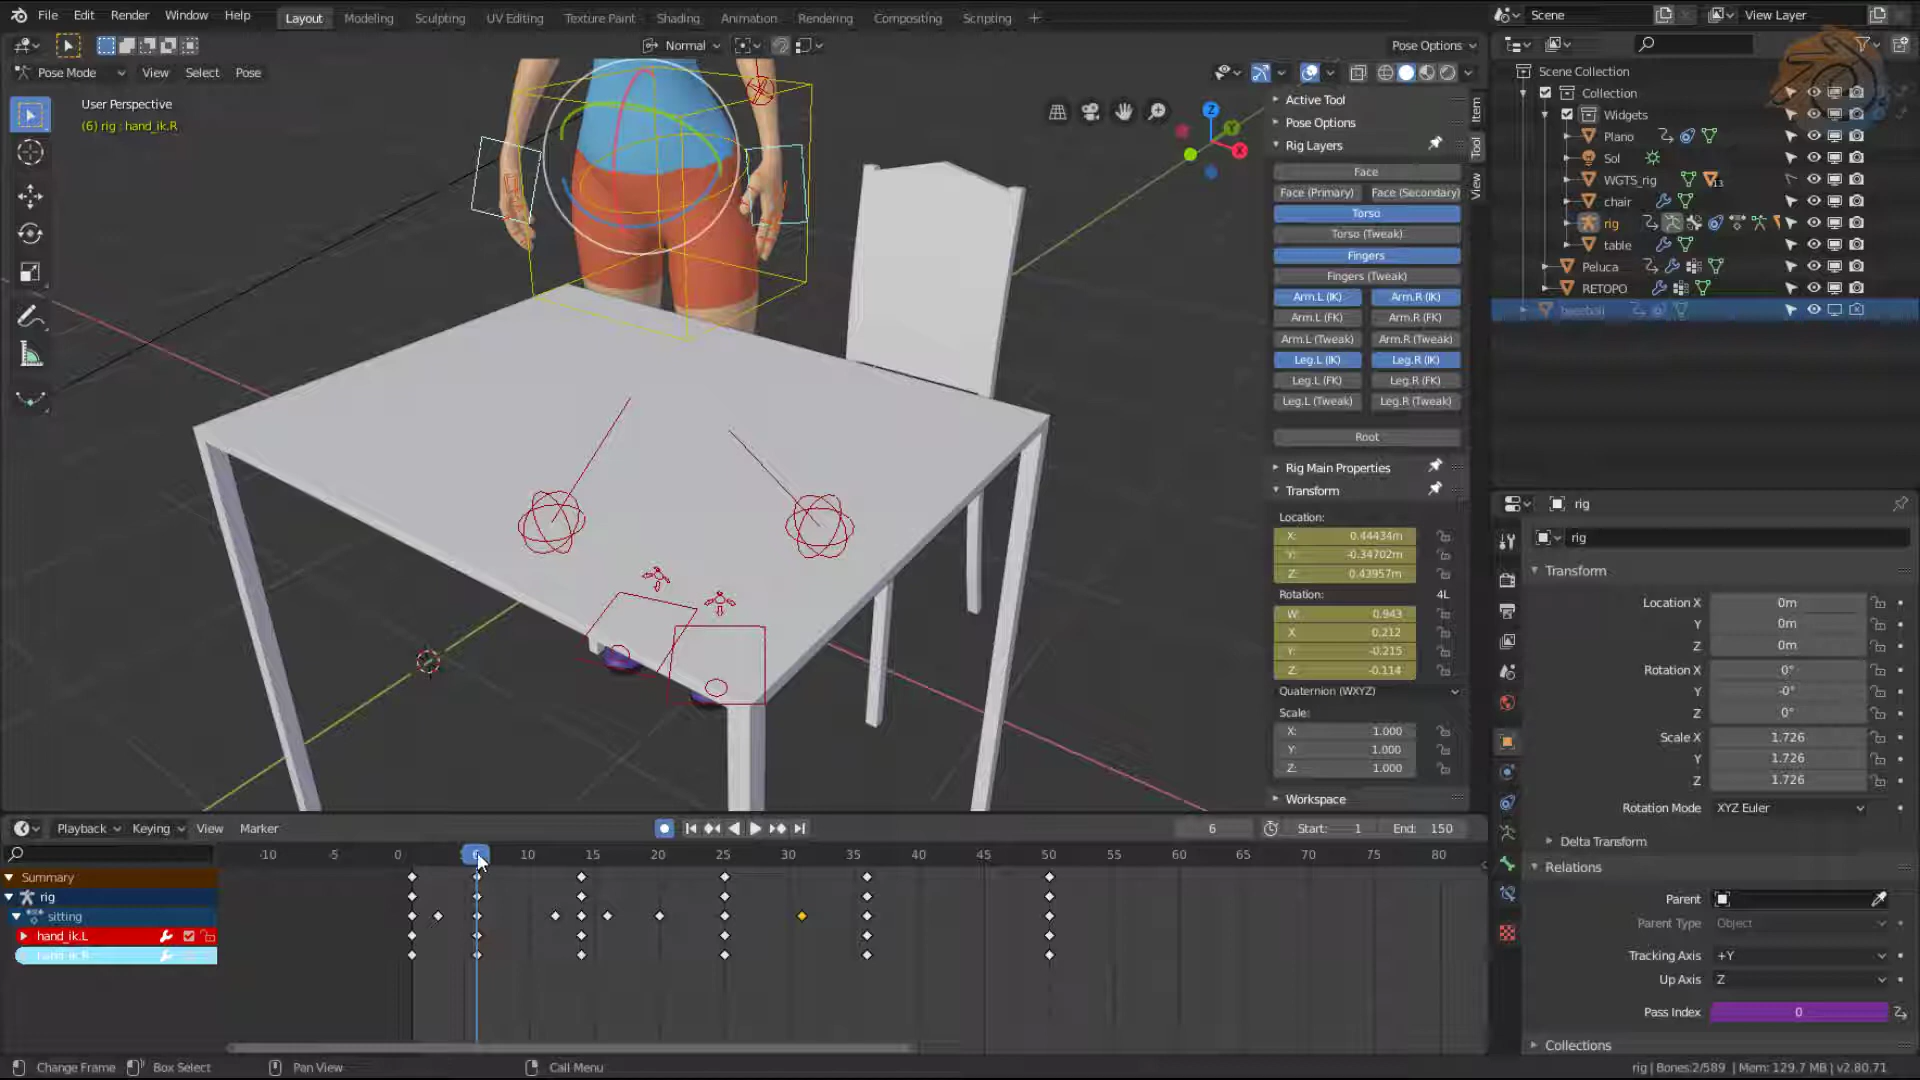 File Edit Render Window Help Layout Modeling Sculpting UV Editing Texture Paint Shading Animation Rendering Compositing Scripting Scene View Layer
Normal Pose Options
Pose Mode View Select Pose
User Perspective
(6) rig : hand_ik.R
Z
Y
X
Item
Tool
View
Active Tool
Pose Options
Rig Layers
Face
Face (Primary) Face (Secondary)
Torso
Torso (Tweak)
Fingers
Fingers (Tweak)
Arm.L (IK) Arm.R (IK)
Arm.L (FK) Arm.R (FK)
Arm.L (Tweak) Arm.R (Tweak)
Leg.L (IK) Leg.R (IK)
Leg.L (FK) Leg.R (FK)
Leg.L (Tweak) Leg.R (Tweak)
Root
Rig Main Properties
Transform
Location:
X: 0.44434m
Y: -0.34702m
Z: 0.43957m
Rotation: 4L
W: 0.943
X 0.212
Y: -0.215
Z: -0.114
Quaternion (WXYZ)
Scale:
X: 1.000
Y: 1.000
Z: 1.000
Workspace
Scene Collection
Collection
Widgets
Plano
Sol
WGTS_rig 13
chair
rig
table
Peluca
RETOPO
rig
rig
Transform
Location X 0m
Y 0m
Z 0m
Rotation X 0°
Y -0°
Z 0°
Scale X 1.726
Y 1.726
Z 1.726
Rotation Mode XYZ Euler
Delta Transform
Relations
Parent
Parent Type Object
Tracking Axis +Y
Up Axis Z
Pass Index 0
Collections
Playback Keying View Marker 6 Start: 1 End: 150
-10 -5 0 6 10 15 20 25 30 35 40 45 50 55 60 65 70 75 80
Summary
rig
sitting
hand_ik.L
hand_ik.R
Change Frame Box Select Pan View Call Menu rig | Bones:2/589 | Mem: 129.7 MB | v2.80.71